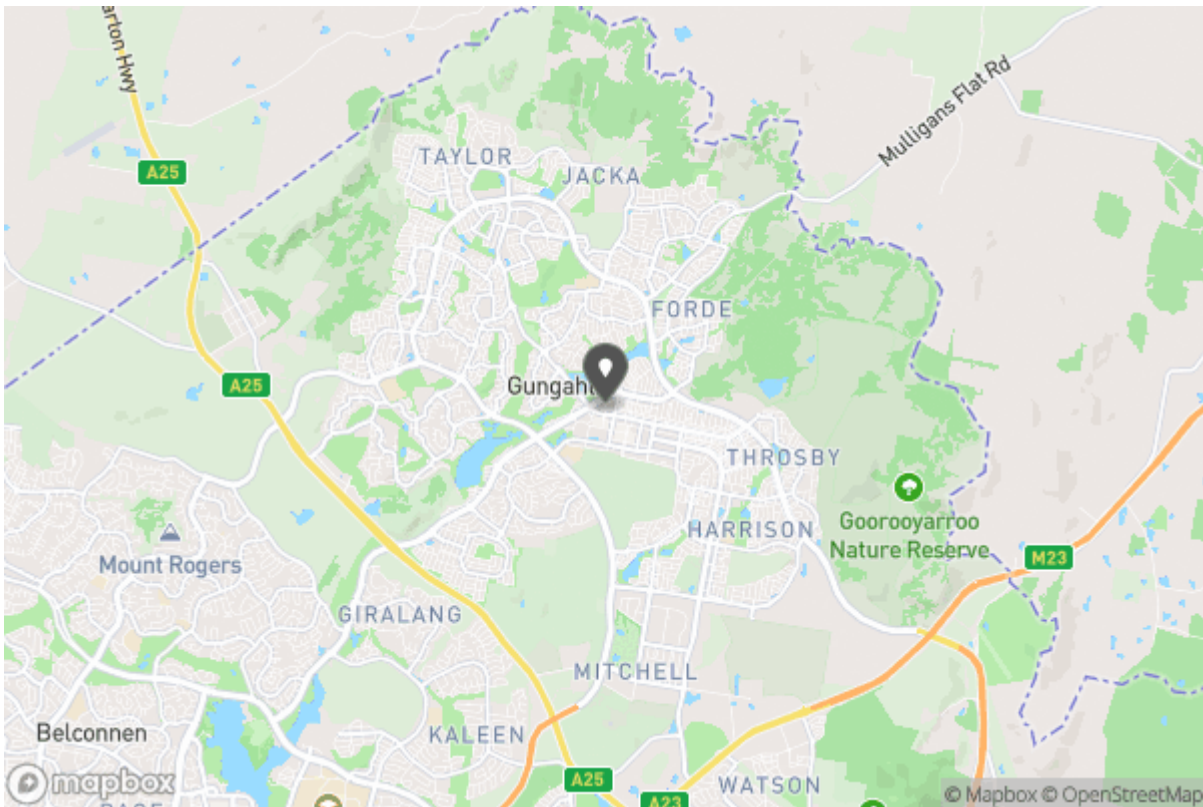 arton Hwy
A25
TAYLOR
JACKA
Mulligans Flat Rd
FORDE
A25
Gungahl
THROSBY
Goorooyarroo
Nature Reserve
HARRISON
M23
Mount Rogers
GIRALANG
MITCHELL
Belconnen
KALEEN
A25
WATSON
A23
mapbox
© Mapbox © OpenStreetMap